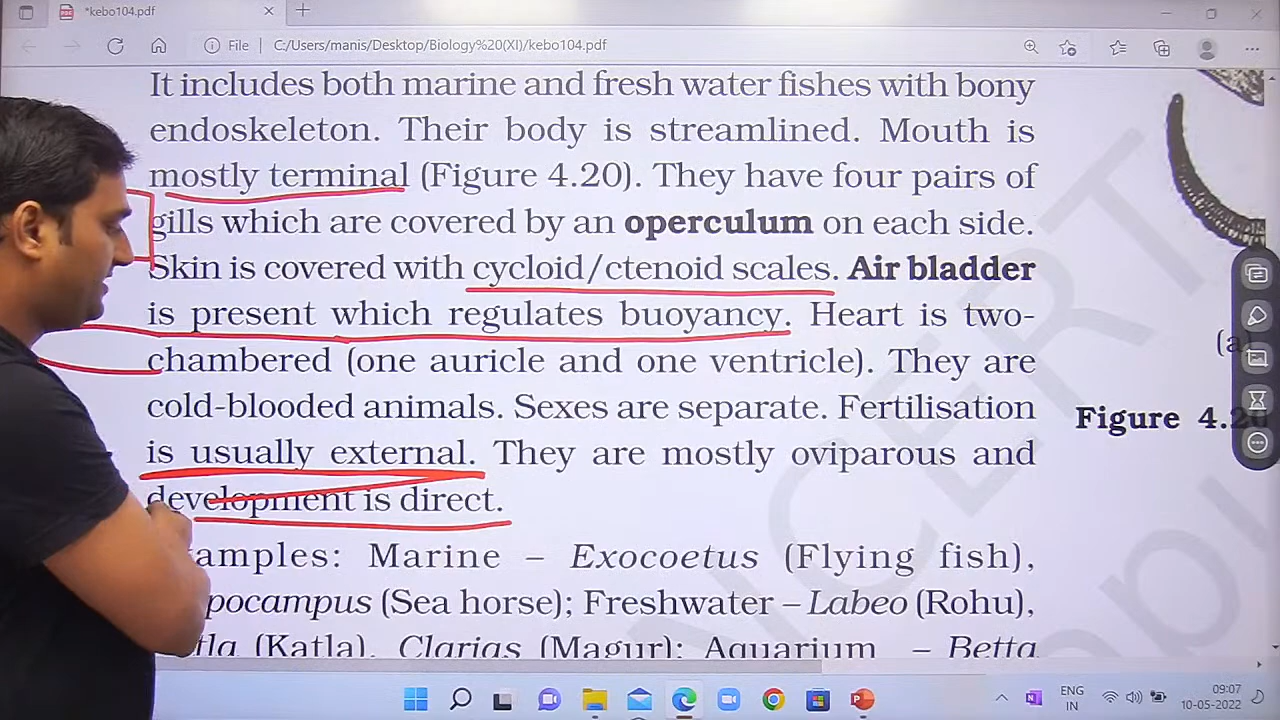 *kebo104.pdf
File
C:/Users/manis/Desktop/Biology%20(XI)/kebo104.pdf
It includes both marine and fresh water fishes with bony
endoskeleton. Their body is streamlined. Mouth is
mostly terminal (Figure 4.20). They have four pairs of
gills which are covered by an operculum on each side.
Skin is covered with cycloid/ctenoid scales. Air bladder
is present which regulates buoyancy. Heart is two-
chambered (one auricle and one ventricle). They are
cold-blooded animals. Sexes are separate. Fertilisation
is usually external. They are mostly oviparous and
development is direct.
amples: Marine – Exocoetus (Flying fish),
pocampus (Sea horse); Freshwater – Labeo (Rohu),
tla (Katla), Clarias (Magur); Aquarium – Betta
(a
Figure 4.20
NCERT
ENG
IN
09:07
10-05-2022